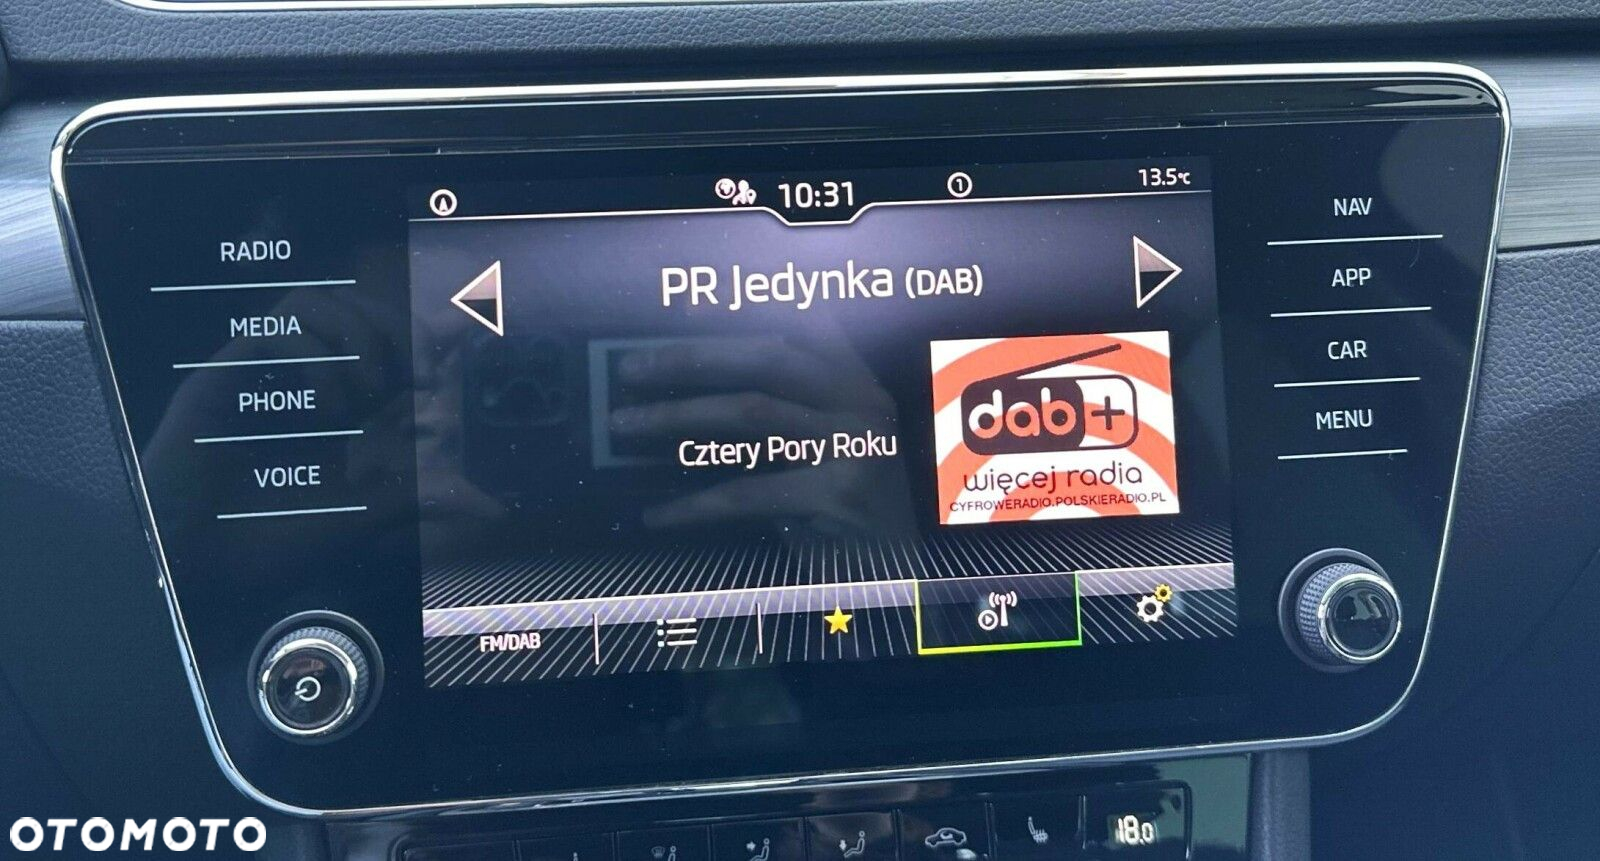 10:31
1
13.5°C
RADIO
MEDIA
PHONE
VOICE
PR Jedynka (DAB)
Cztery Pory Roku
dab+
więcej radia
CYFROWERADIO.POLSKIERADIO.PL
FM/DAB
NAV
APP
CAR
MENU
18.0
OTOMOTO